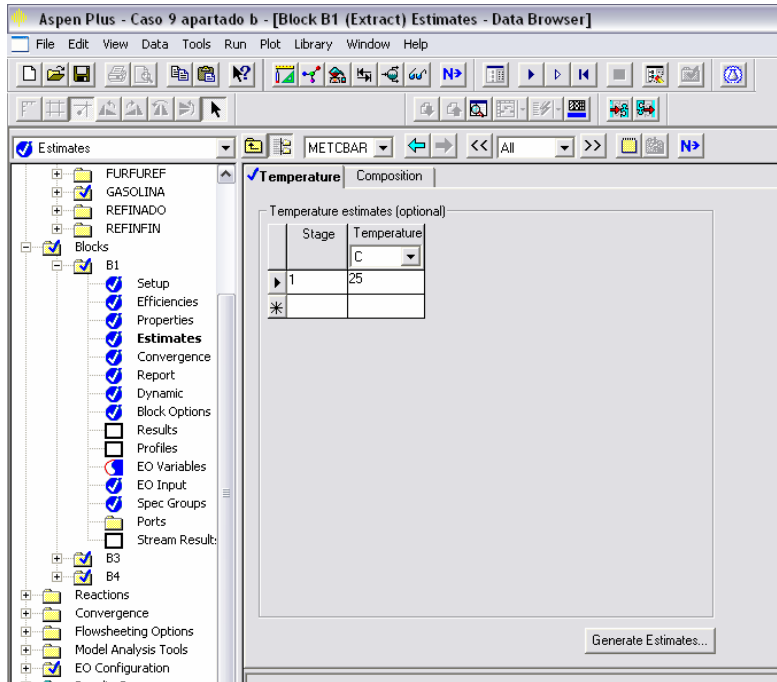 Aspen Plus - Caso 9 apartado b - [Block B1 (Extract) Estimates - Data Browser]
File Edit View Data Tools Run Plot Library Window Help
N>
Estimates
METCBAR
<< All >>
N>
FURFUREF
GASOLINA
REFINADO
REFINFIN
Blocks
B1
Setup
Efficiencies
Properties
Estimates
Convergence
Report
Dynamic
Block Options
Results
Profiles
EO Variables
EO Input
Spec Groups
Ports
Stream Result:
B3
B4
Reactions
Convergence
Flowsheeting Options
Model Analysis Tools
EO Configuration
Temperature Composition
Temperature estimates (optional)
Stage Temperature
C
1 25
Generate Estimates...